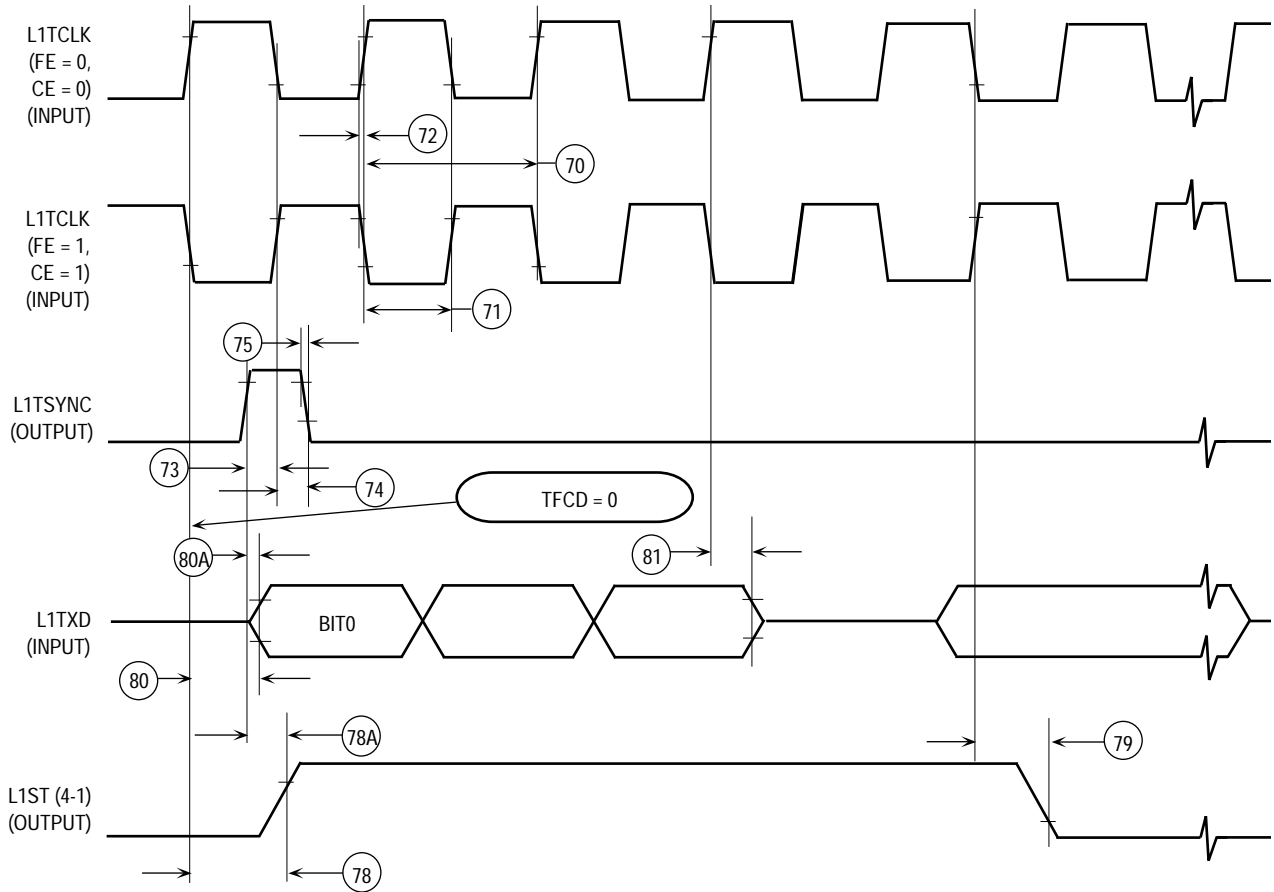 L1TCLK
(FE = 0,
CE = 0)
(INPUT)
72
70
L1TCLK
(FE = 1,
CE = 1)
(INPUT)
71
75
L1TSYNC
(OUTPUT)
73
74
TFCD = 0
80A
81
L1TXD
(INPUT)
BIT0
80
78A
79
L1ST (4-1)
(OUTPUT)
78